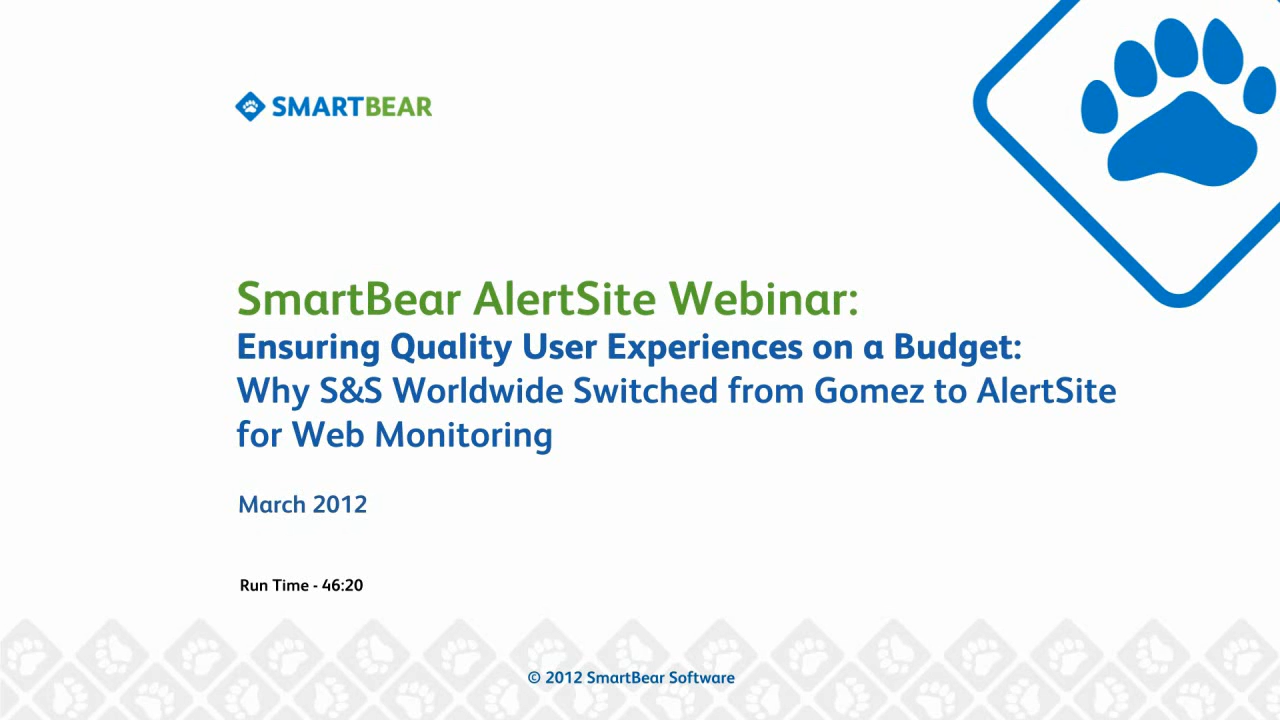 SMARTBEAR
SmartBear AlertSite Webinar:
Ensuring Quality User Experiences on a Budget:
Why S&S Worldwide Switched from Gomez to AlertSite
for Web Monitoring
March 2012
Run Time - 46:20
© 2012 SmartBear Software